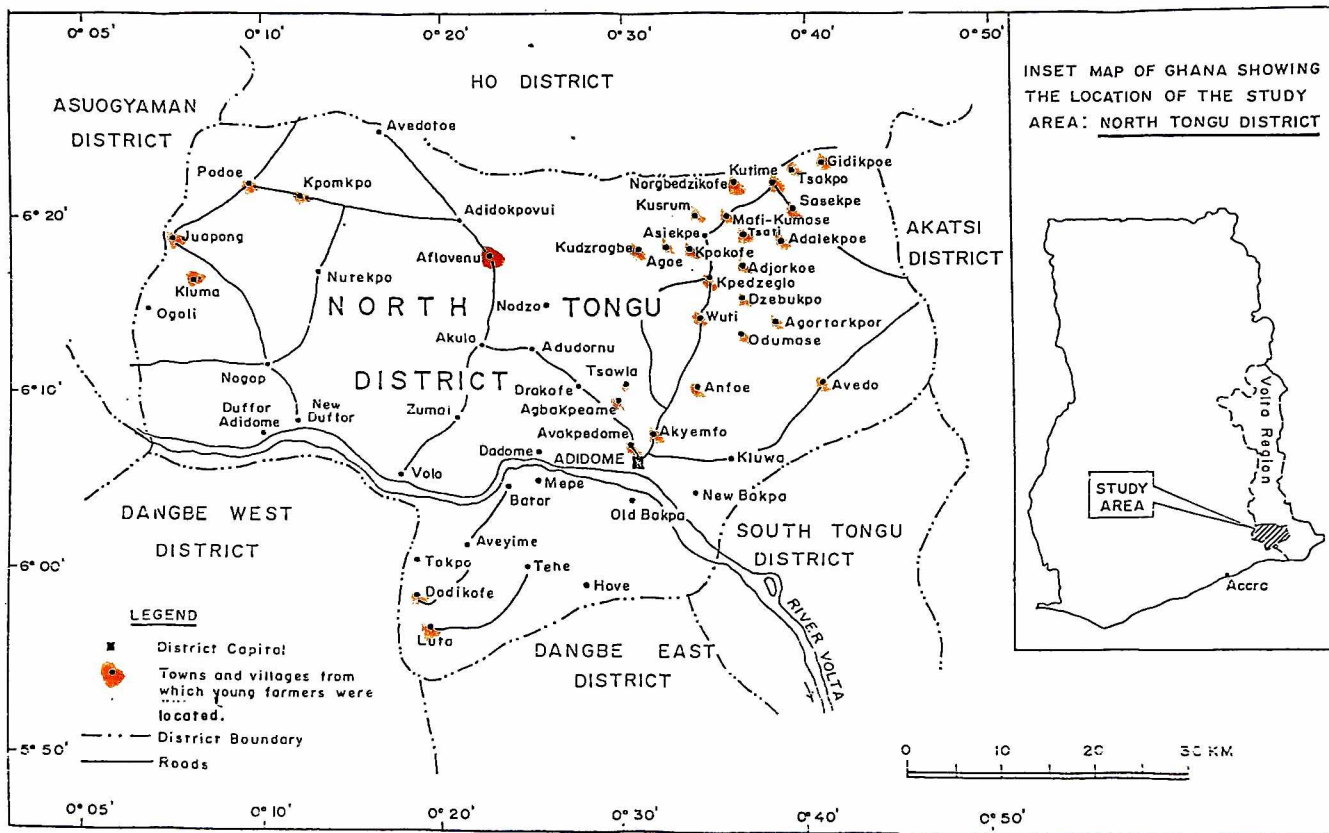 0° 05'
0° 10'
0° 20'
0° 30'
0° 40'
0° 50'
HO DISTRICT
ASUOGYAMAN
DISTRICT
Avedotoe
Podoe
Kpomkpo
Adidokpovui
Juapong
Kluma
Ogoli
Nutekpo
Aflavenu
Gidikpoe
Kutime
Tsakpo
Norgbedzikofe
Sasekpe
Kusrum
Mafi-Kumase
Asiekpe
Tsati
Adalekpoe
Kudzragbe
Agoe
Kpokofe
Adjorkoe
Kpedzeglo
Dzebukpo
Wuti
Agortarkpor
Odumase
AKATSI
DISTRICT
6° 20'
NORTH TONGU
DISTRICT
Nodzo
Akulo
Adudornu
Nogop
6° 10'
Duffor
Adidome
New
Duffor
Zumai
Volo
Tsawla
Drakofe
Agbakpeame
Anfoe
Avedo
Avakpedome
Akyemfo
ADIDOME
Kluwa
Dadome
Mepe
Bator
Old Bakpa
New Bakpa
SOUTH TONGU
DISTRICT
DANGBE WEST
DISTRICT
Aveyime
Tokpo
Tehe
Hove
Dodikofe
Luta
6° 00'
DANGBE EAST
DISTRICT
RIVER VOLTA
LEGEND
District Capital
Towns and villages from
which young farmers were
located.
District Boundary
Roads
5° 50'
0 10 20 30 KM
0° 05'
0° 10'
0° 20'
0° 30'
0° 40'
0° 50'
INSET MAP OF GHANA SHOWING
THE LOCATION OF THE STUDY
AREA: NORTH TONGU DISTRICT
Volta Region
STUDY
AREA
Accra